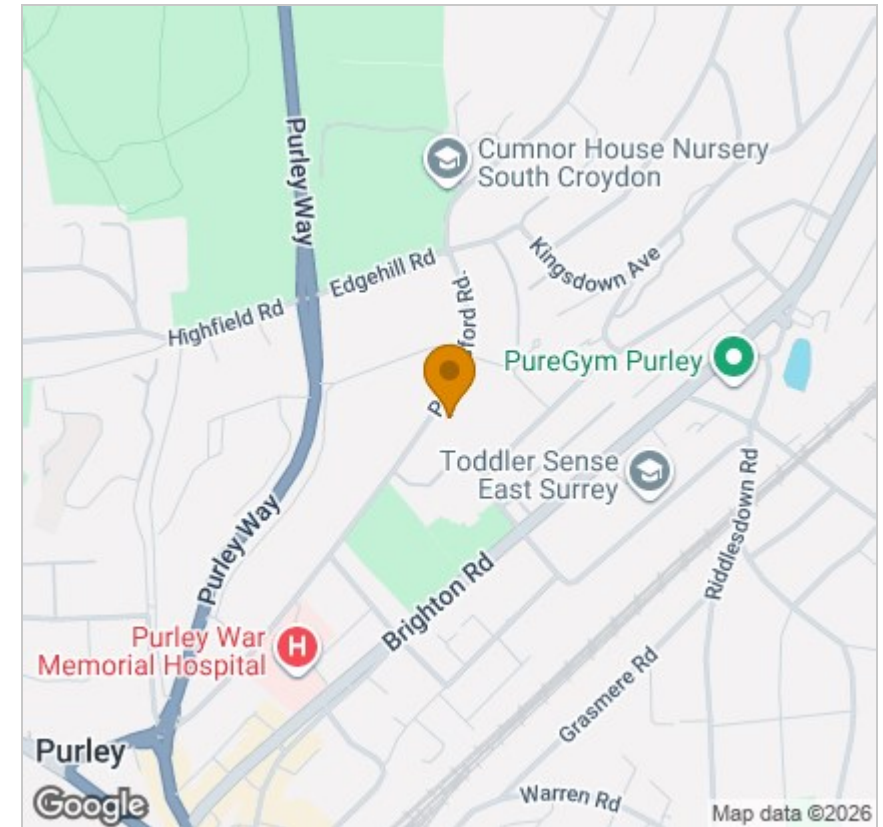 Purley Way
Cumnor House Nursery
South Croydon
Kingsdown Ave
Edgehill Rd
Highfield Rd
PureGym Purley
Toddler Sense
East Surrey
Riddlesdown Rd
Purley Way
Brighton Rd
Purley War
Memorial Hospital
H
Grasmere Rd
Purley
Warren Rd
Google
Map data ©2026